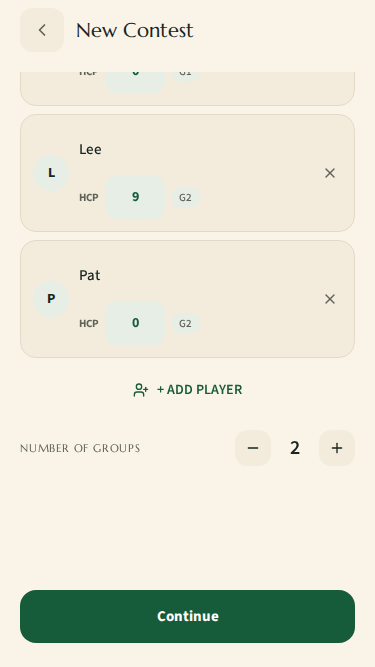 New Contest
HCP 0 G1
Lee
L
HCP 9 G2
Pat
P
HCP 0 G2
+ ADD PLAYER
NUMBER OF GROUPS
2
Continue